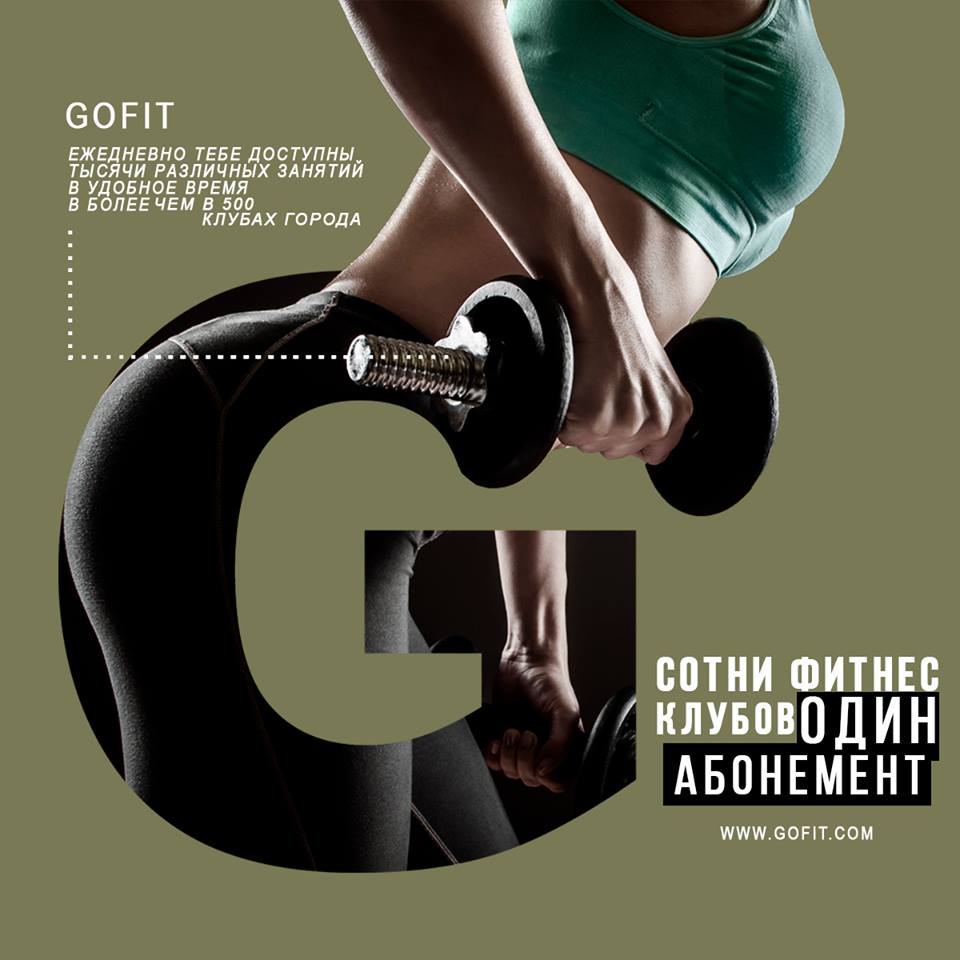 GOFIT
ЕЖЕДНЕВНО ТЕБЕ ДОСТУПНЫ
ТЫСЯЧИ РАЗЛИЧНЫХ ЗАНЯТИЙ
В УДОБНОЕ ВРЕМЯ
В БОЛЕЕ ЧЕМ В 500
КЛУБАХ ГОРОДА
СОТНИ ФИТНЕС
КЛУБОВ ОДИН
АБОНЕМЕНТ
WWW.GOFIT.COM